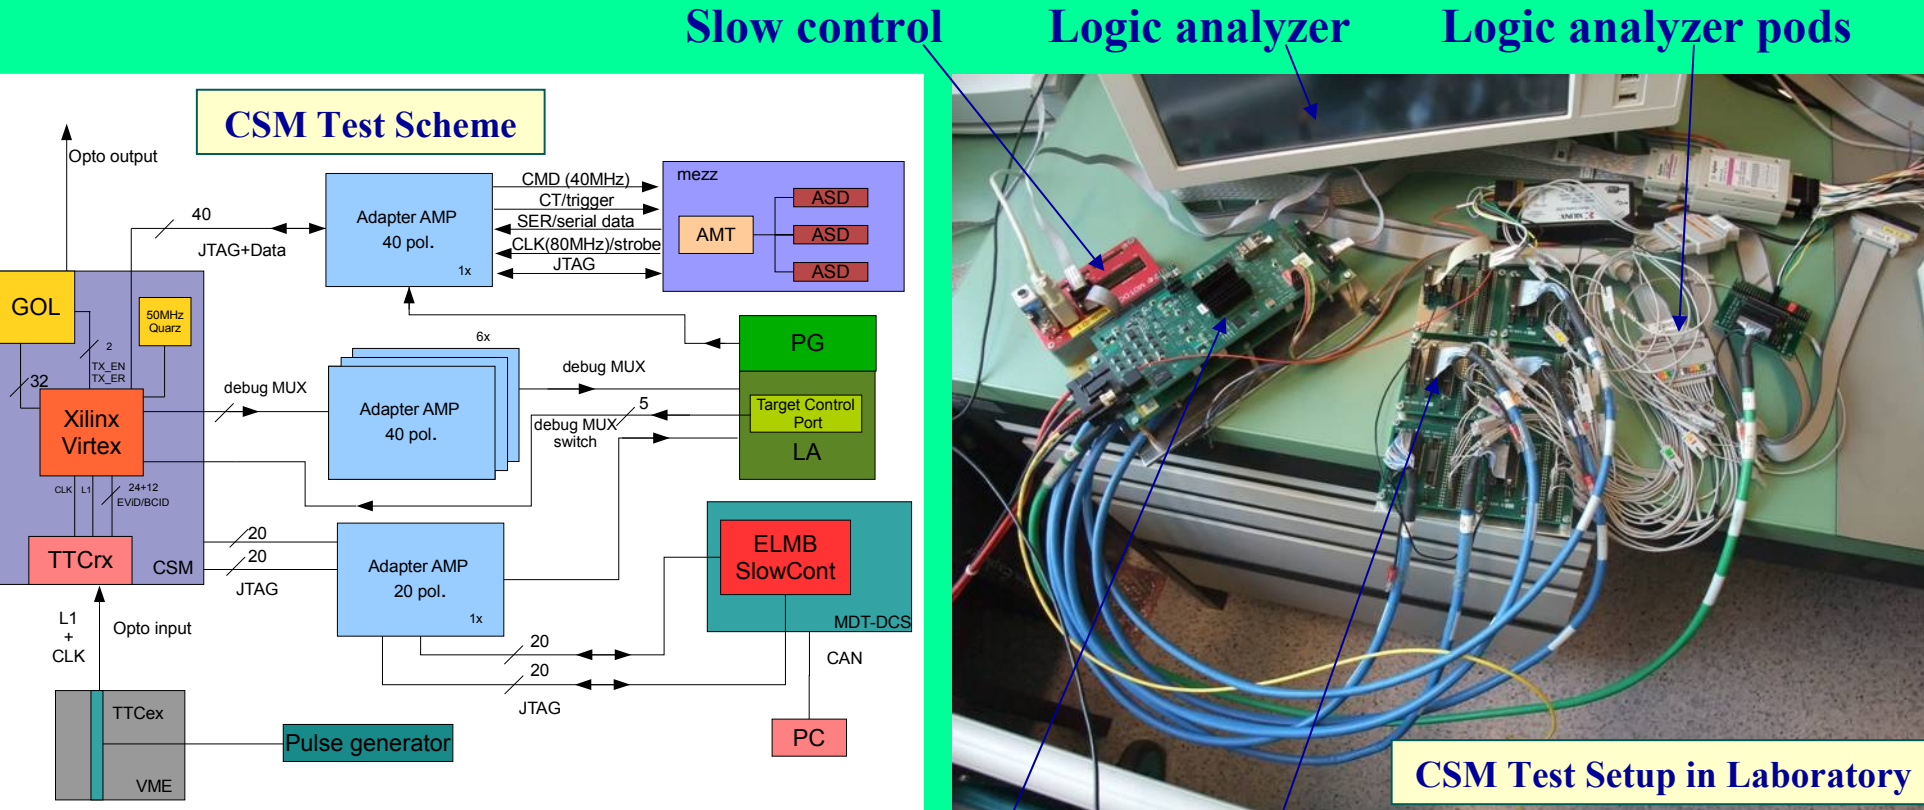 Slow control
Logic analyzer
Logic analyzer pods
CSM Test Scheme
Opto output
40
JTAG+Data
Adapter AMP
40 pol.
1x
CMD (40MHz)
CT/trigger
SER/serial data
CLK(80MHz)/strobe
JTAG
mezz
AMT
ASD
ASD
ASD
GOL
50MHz
Quarz
2
TX_EN
TX_ER
32
Xilinx
Virtex
debug MUX
6x
Adapter AMP
40 pol.
debug MUX
5
debug MUX
switch
PG
Target Control
Port
LA
CLK
L1
24+12
EViD/BCID
TTCrx
CSM
20
20
JTAG
Adapter AMP
20 pol.
1x
ELMB
SlowCont
MDT-DCS
20
20
JTAG
CAN
PC
L1
+
CLK
Opto input
TTCex
VME
Pulse generator
XILINX
CSM Test Setup in Laboratory